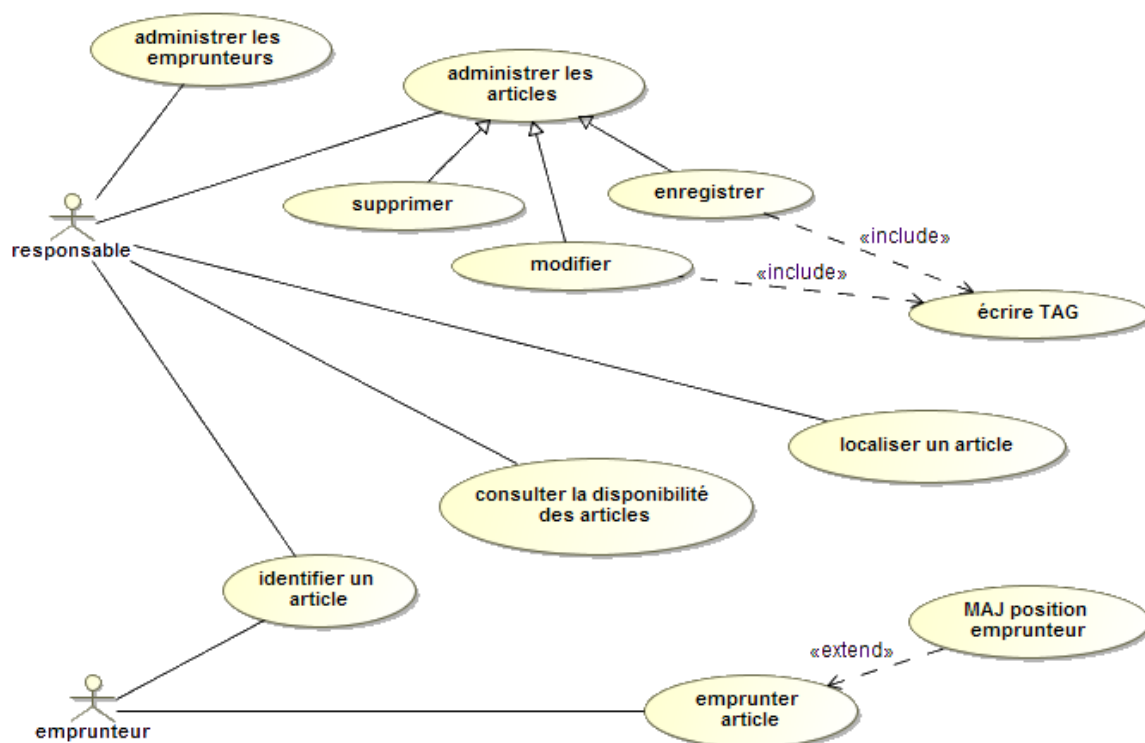 administrer les
emprunteurs
administrer les
articles
supprimer
enregistrer
modifier
«include»
«include»
écrire TAG
responsable
localiser un article
consulter la disponibilité
des articles
identifier un
article
MAJ position
emprunteur
«extend»
emprunter
article
emprunteur